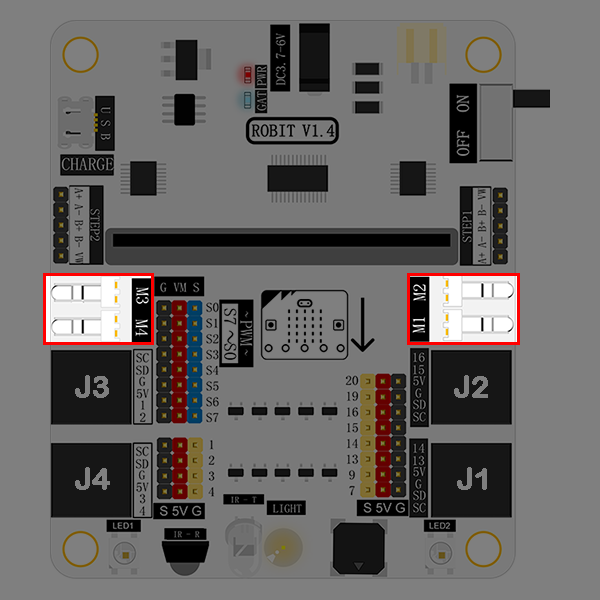 DC3.7-6V
PWR
GAT
ROBIT V1.4
ON
OFF
USB
CHARGE
A+ A- B+ B- VW
STEP2
STEP1
A+ A- B+ B- VW
M3
M4
M2
M1
G VM S
S0
S1
S2
S3
S4
S5
S6
S7
~PWM~
S7~S0
J3
SC
SD
G
5V
1
2
J4
SC
SD
G
5V
3
4
1
2
3
4
S 5V G
20
19
16
15
14
13
9
7
S 5V G
16
15
5V
G
SD
SC
J2
14
13
5V
G
SD
SC
J1
IR-T
LIGHT
LED1
IR-R
LED2